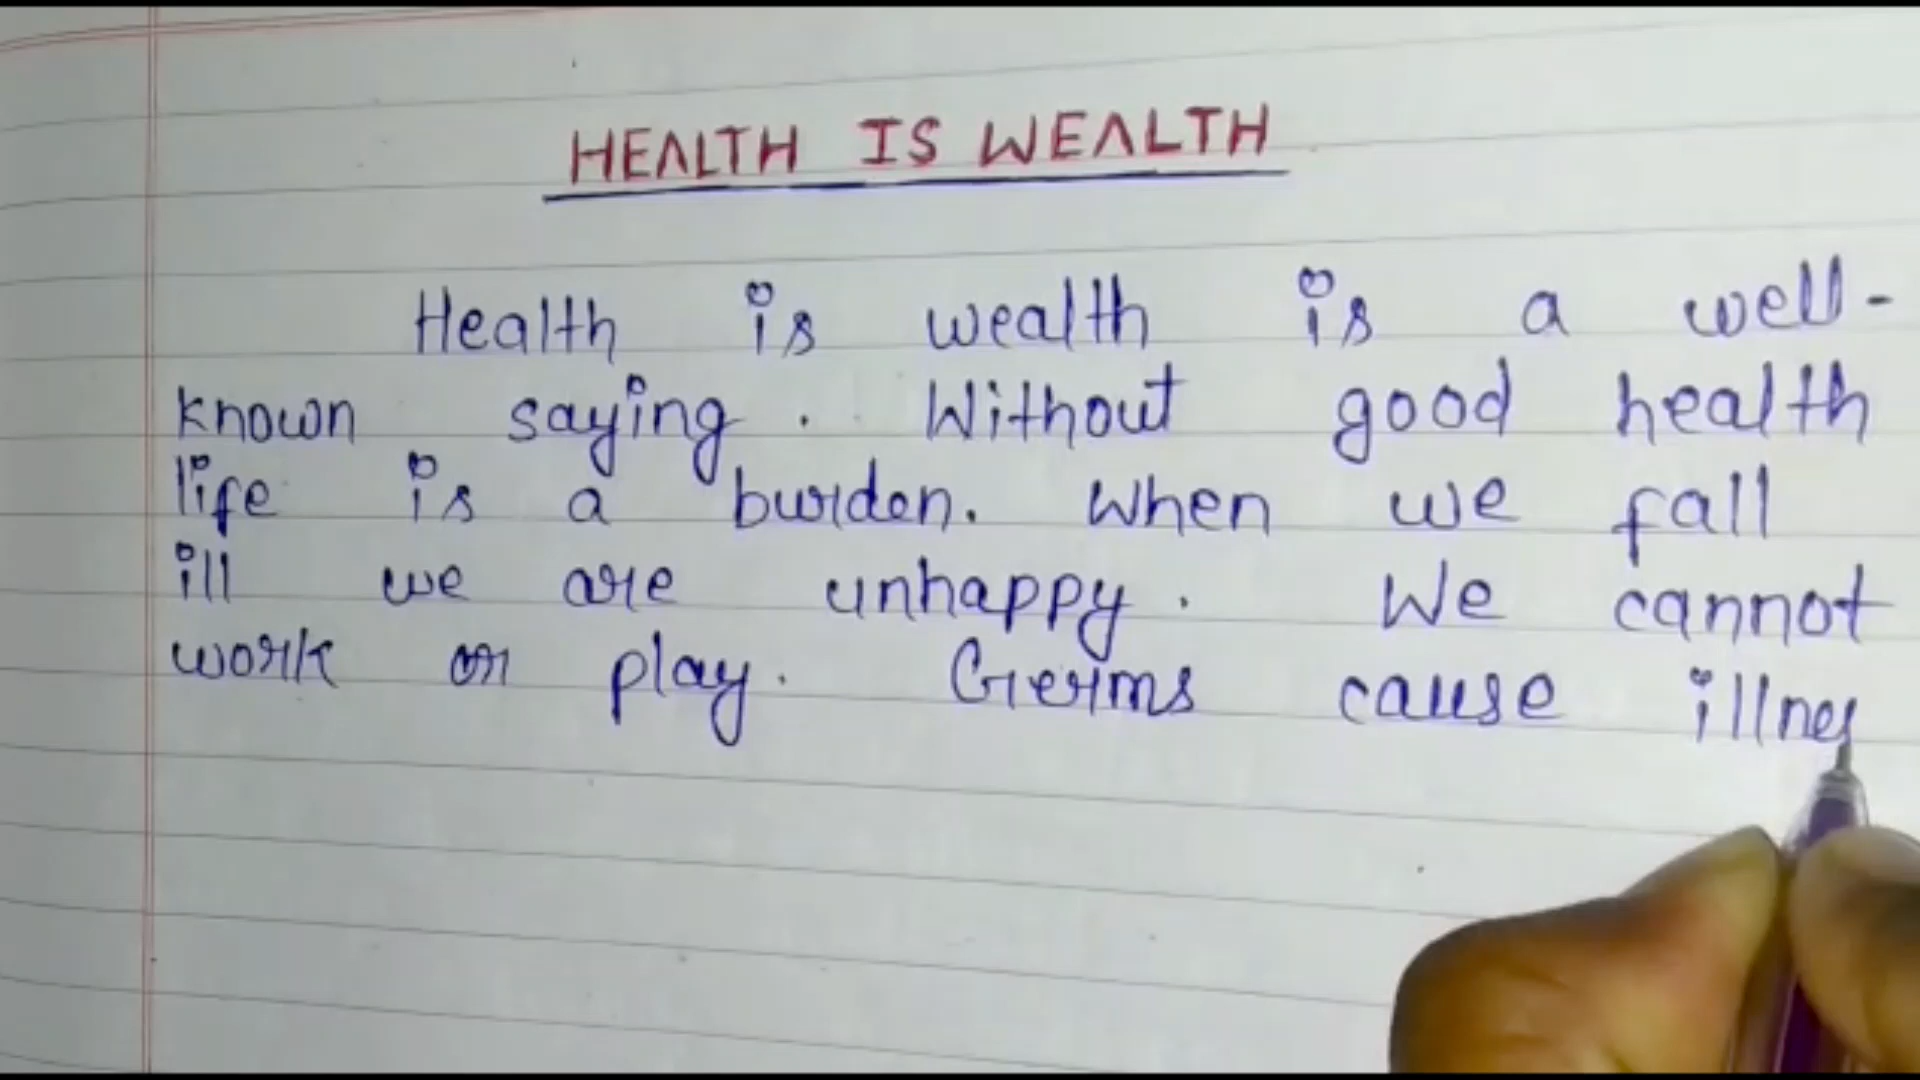 HEALTH IS WEALTH
Health is wealth is a well-
known saying. Without good health
life is a burden. When we fall
ill we are unhappy. We cannot
work or play. Germs cause illnes